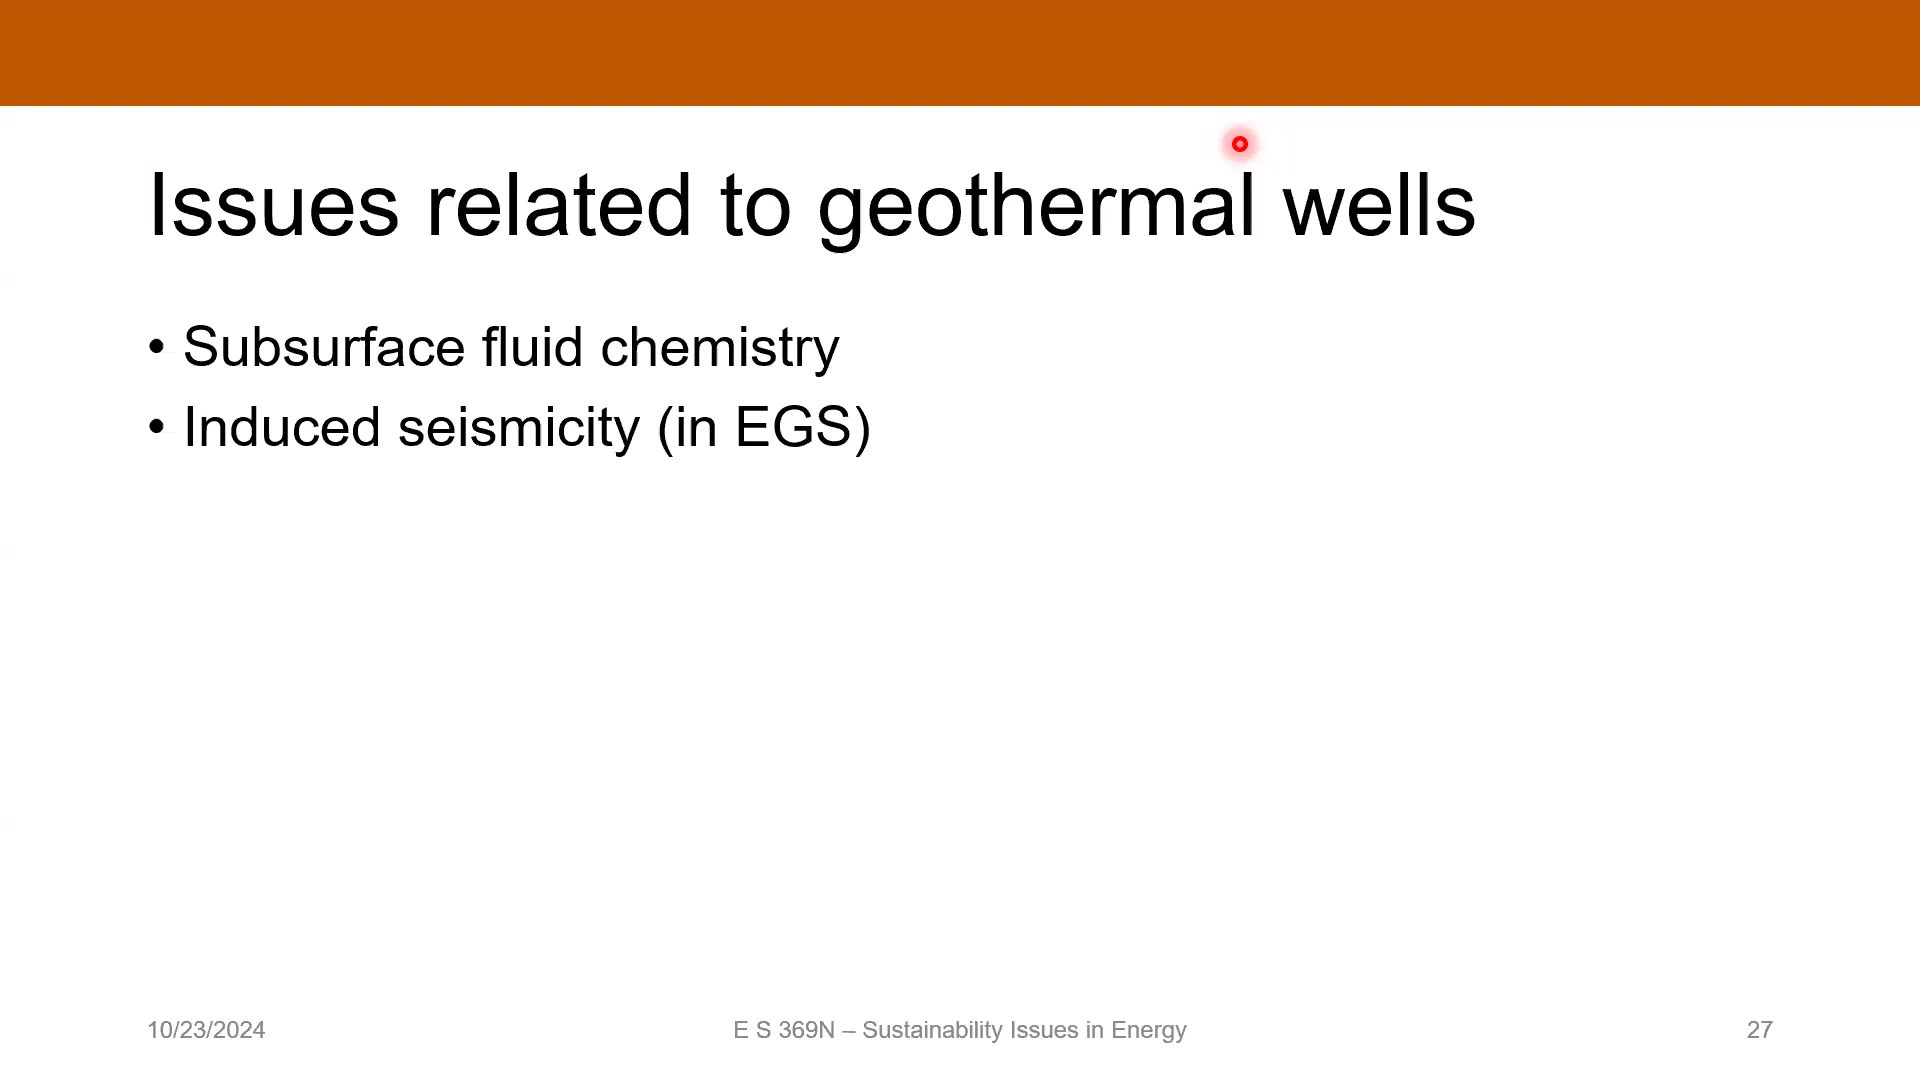 Issues related to geothermal wells
• Subsurface fluid chemistry
• Induced seismicity (in EGS)
10/23/2024
E S 369N – Sustainability Issues in Energy
27